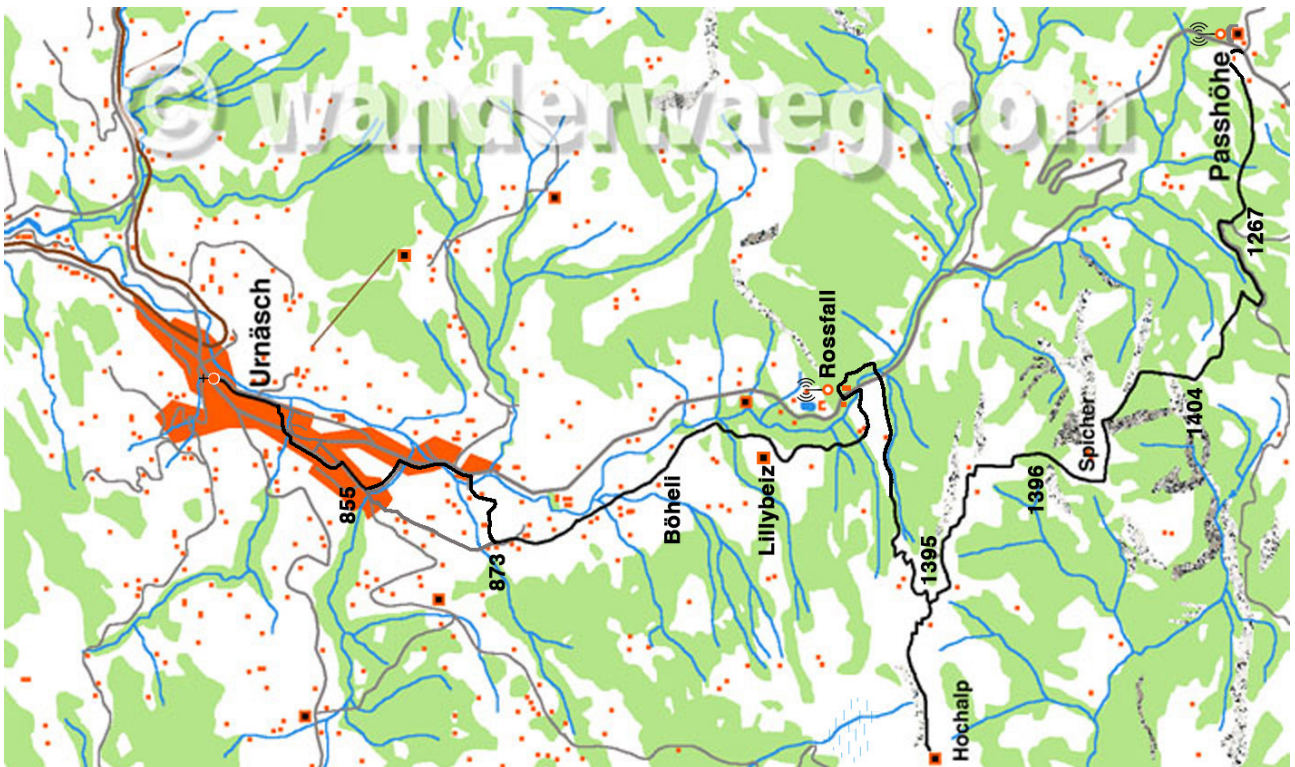 © wanderwaeg.com
Passhöhe
Urnäsch
1267
Rossfall
1404
Spicher
855
1396
Böheli
Lillybeiz
873
1395
Hochalp